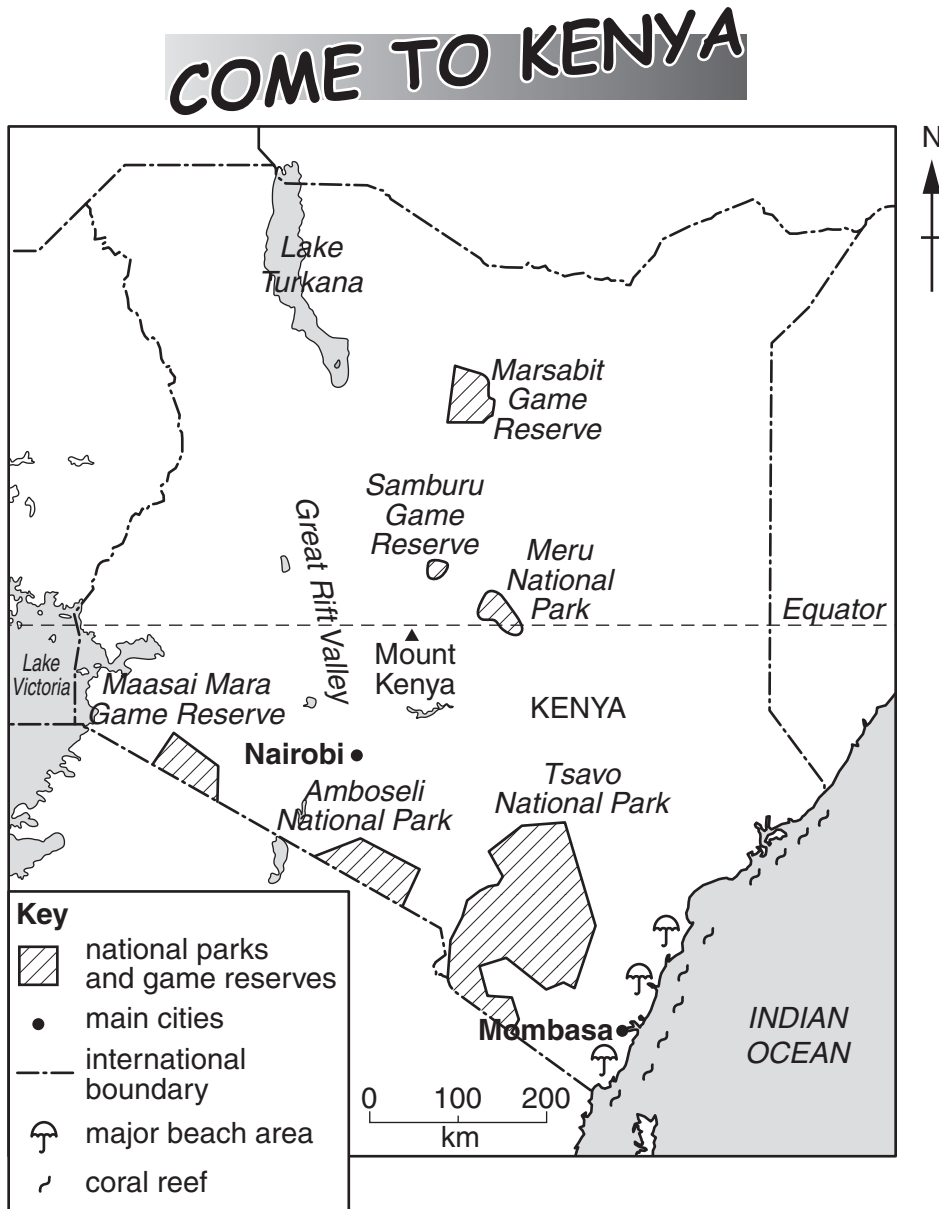 COME TO KENYA
N
Lake
Turkana
Marsabit
Game
Reserve
Samburu
Game
Reserve
Great Rift Valley
Meru
National
Park
Equator
Lake
Victoria
Mount
Kenya
Maasai Mara
Game Reserve
KENYA
Nairobi
Tsavo
National Park
Amboseli
National Park
Key
national parks
and game reserves
main cities
international
boundary
major beach area
coral reef
Mombasa
INDIAN
OCEAN
0 100 200
km